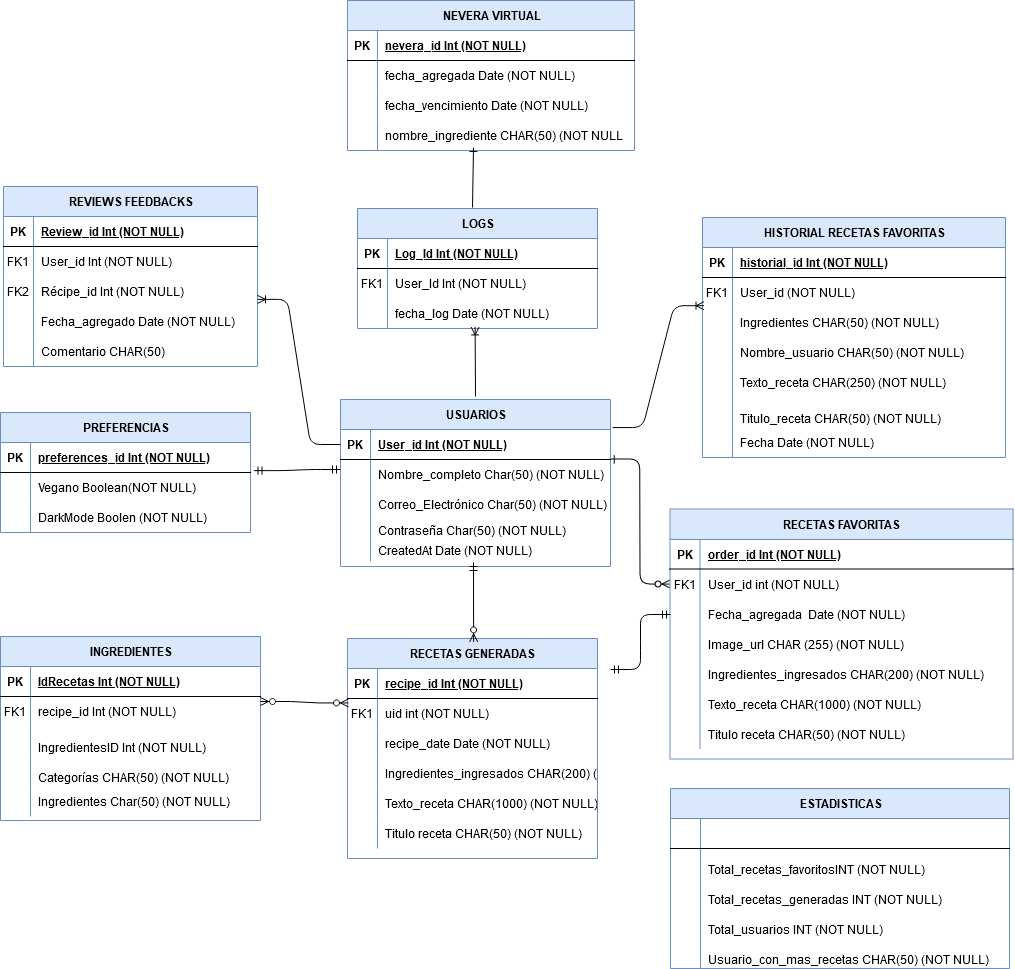 NEVERA VIRTUAL
PK nevera_id Int (NOT NULL)
fecha_agregada Date (NOT NULL)
fecha_vencimiento Date (NOT NULL)
nombre_ingrediente CHAR(50) (NOT NULL
REVIEWS FEEDBACKS
PK Review_id Int (NOT NULL)
FK1 User_id Int (NOT NULL)
FK2 Récipe_id Int (NOT NULL)
Fecha_agregado Date (NOT NULL)
Comentario CHAR(50)
LOGS
PK Log_Id Int (NOT NULL)
FK1 User_Id Int (NOT NULL)
fecha_log Date (NOT NULL)
HISTORIAL RECETAS FAVORITAS
PK historial_id Int (NOT NULL)
FK1 User_id (NOT NULL)
Ingredientes CHAR(50) (NOT NULL)
Nombre_usuario CHAR(50) (NOT NULL)
Texto_receta CHAR(250) (NOT NULL)
Titulo_receta CHAR(50) (NOT NULL)
Fecha Date (NOT NULL)
PREFERENCIAS
PK preferences_id Int (NOT NULL)
Vegano Boolean(NOT NULL)
DarkMode Boolen (NOT NULL)
USUARIOS
PK User_id Int (NOT NULL)
Nombre_completo Char(50) (NOT NULL)
Correo_Electrónico Char(50) (NOT NULL)
Contraseña Char(50) (NOT NULL)
CreatedAt Date (NOT NULL)
RECETAS FAVORITAS
PK order_id Int (NOT NULL)
FK1 User_id int (NOT NULL)
Fecha_agregada Date (NOT NULL)
Image_url CHAR (255) (NOT NULL)
Ingredientes_ingresados CHAR(200) (NOT NULL)
Texto_receta CHAR(1000) (NOT NULL)
Titulo receta CHAR(50) (NOT NULL)
INGREDIENTES
PK IdRecetas Int (NOT NULL)
FK1 recipe_id Int (NOT NULL)
IngredientesID Int (NOT NULL)
Categorías CHAR(50) (NOT NULL)
Ingredientes Char(50) (NOT NULL)
RECETAS GENERADAS
PK recipe_id Int (NOT NULL)
FK1 uid int (NOT NULL)
recipe_date Date (NOT NULL)
Ingredientes_ingresados CHAR(200) (
Texto_receta CHAR(1000) (NOT NULL)
Titulo receta CHAR(50) (NOT NULL)
ESTADISTICAS
Total_recetas_favoritosINT (NOT NULL)
Total_recetas_generadas INT (NOT NULL)
Total_usuarios INT (NOT NULL)
Usuario_con_mas_recetas CHAR(50) (NOT NULL)